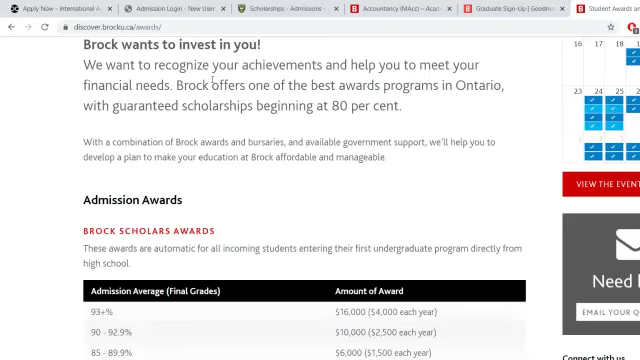 Apply Now - International A
Admission Login - New User
Scholarships - Admissions -
Accountancy (MAcc) – Acade
Graduate Sign-Up | Goodma
Student Awards an
discover.brocku.ca/awards/
Brock wants to invest in you!
We want to recognize your achievements and help you to meet your
financial needs. Brock offers one of the best awards programs in Ontario,
with guaranteed scholarships beginning at 80 per cent.
With a combination of Brock awards and bursaries, and available government support, we'll help you to
develop a plan to make your education at Brock affordable and manageable.
Admission Awards
BROCK SCHOLARS AWARDS
These awards are automatic for all incoming students entering their first undergraduate program directly from
high school.
Admission Average (Final Grades) Amount of Award
93+% $16,000 ($4,000 each year)
90 - 92.9% $10,000 ($2,500 each year)
85 - 89.9% $6,000 ($1,500 each year)
16 17 18
23 24 25
VIEW THE EVENT
Need
EMAIL YOUR Q
Connect with us